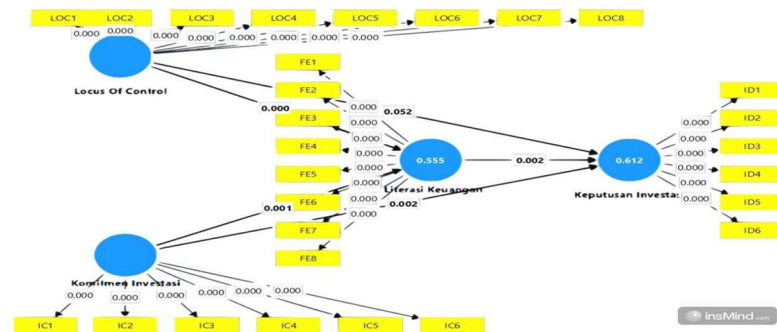 LOC1 LOC2 LOC3 LOC4 LOC5 LOC6 LOC7 LOC8
0.000 0.000 0.000 0.000 0.000 0.000 0.000 0.000
Locus Of Control
FE1
FE2
FE3
FE4
FE5
FE6
FE7
FE8
0.000
0.000
0.000
0.000
0.000
0.000
0.000
0.000
0.000 0.052
0.555
Literasi Keuangan
0.002
0.612
Keputusan Investasi
0.001 0.002
ID1
ID2
ID3
ID4
ID5
ID6
0.000
0.000
0.000
0.000
0.000
0.000
Komitmen Investasi
0.000 0.000 0.000 0.000 0.000 0.000
IC1 IC2 IC3 IC4 IC5 IC6
insMind.com